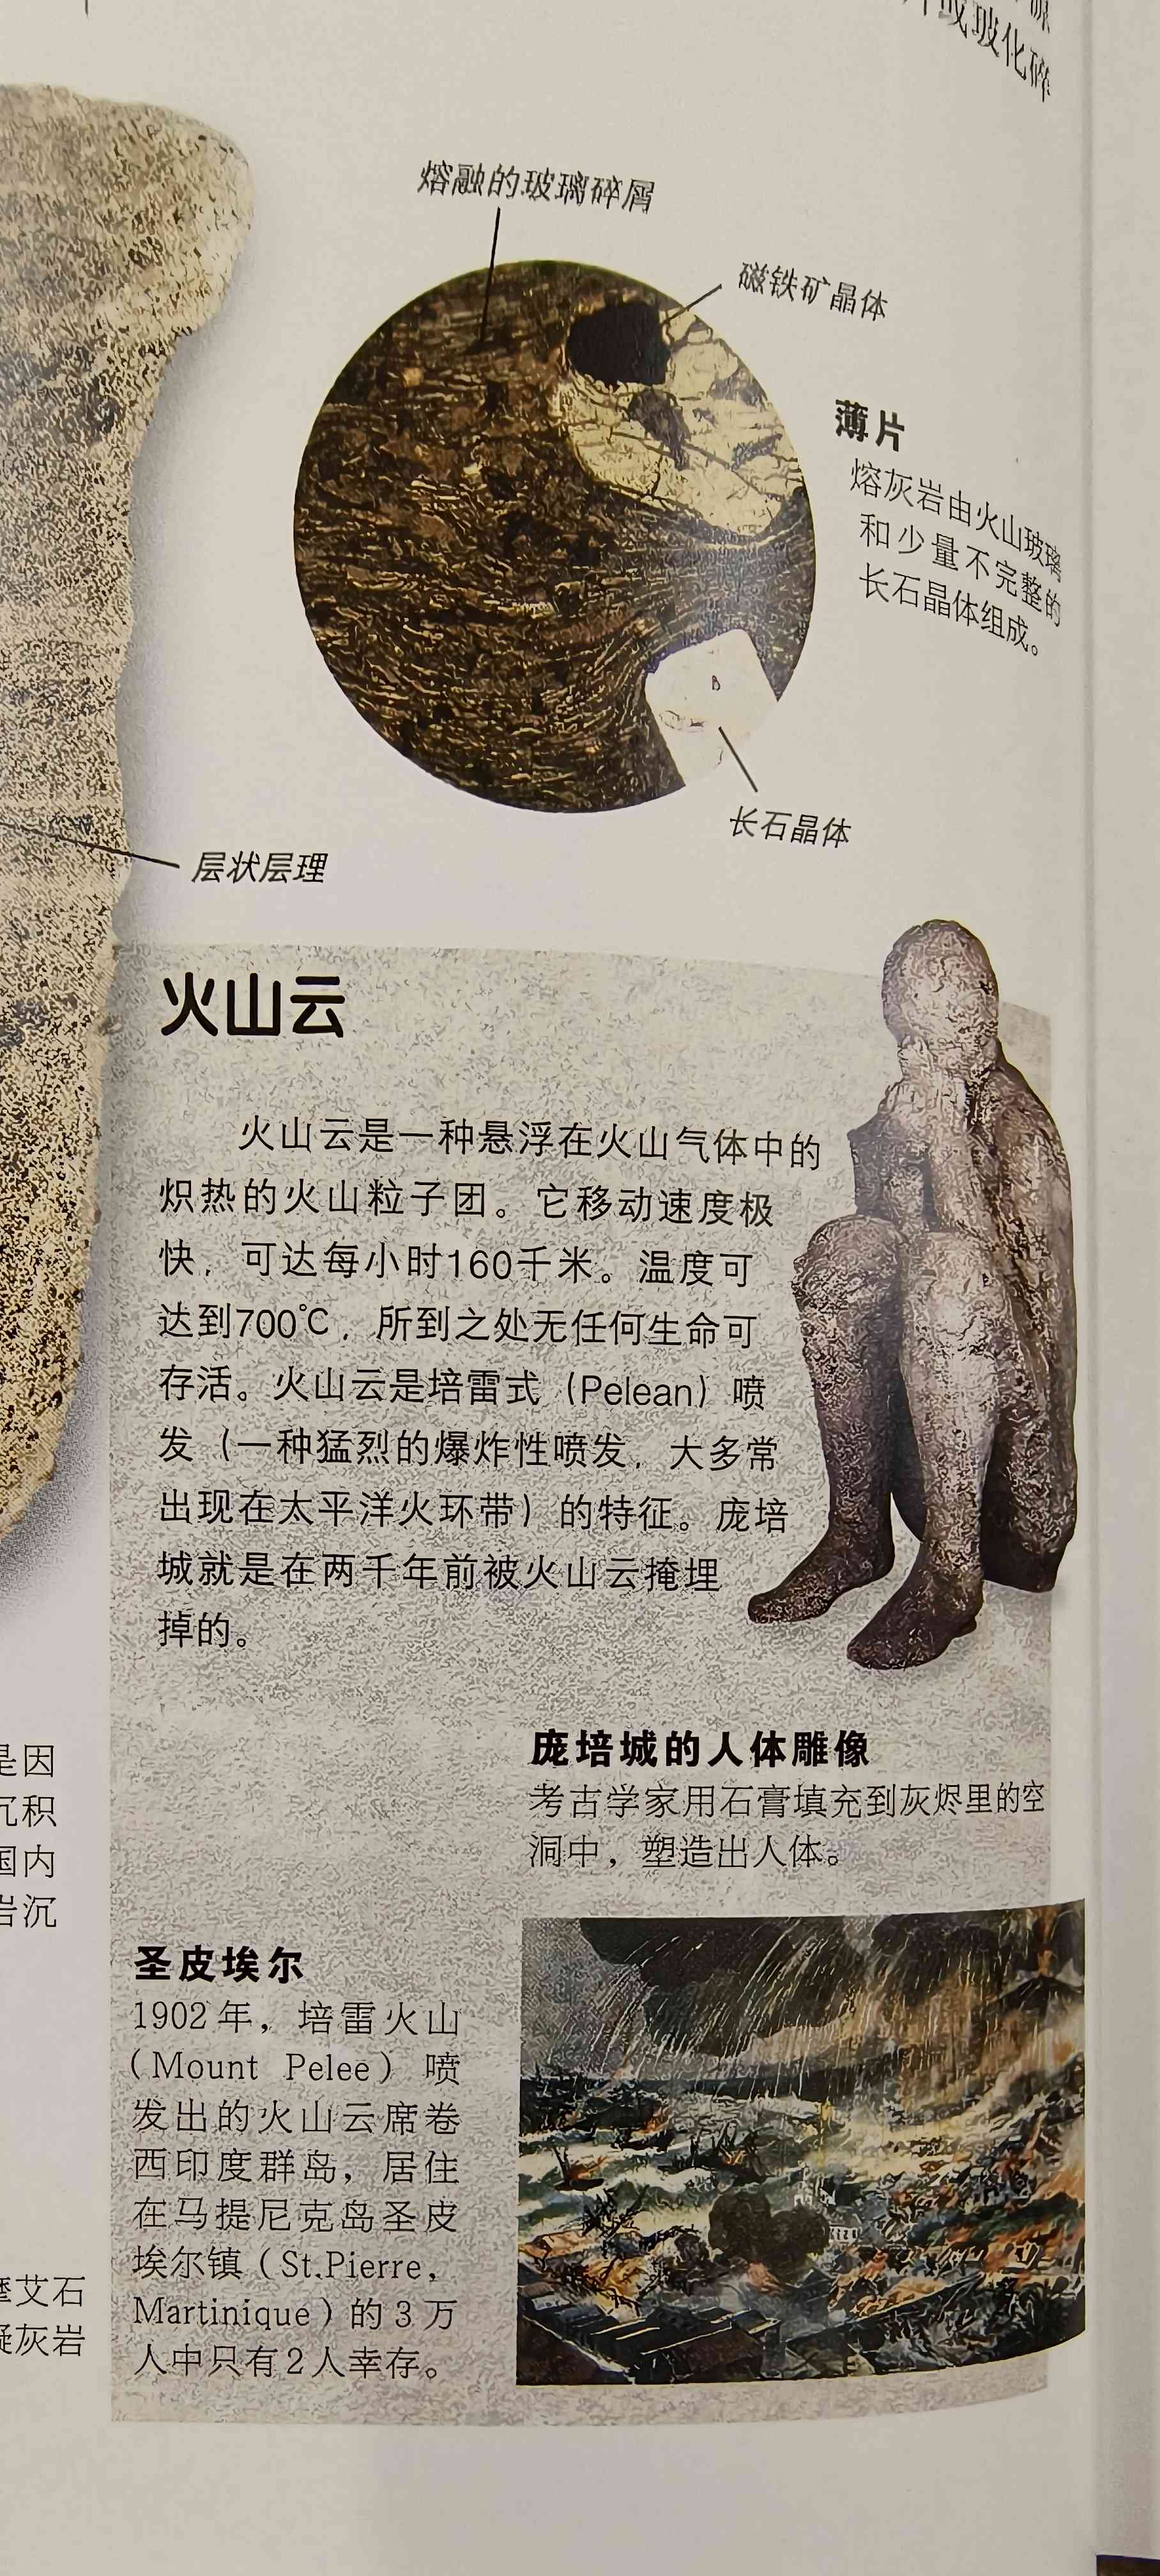 或玻化碎
熔融的玻璃碎屑
磁铁矿晶体
薄片
熔灰岩由火山玻璃
和少量不完整的
长石晶体组成。
长石晶体
层状层理
火山云
火山云是一种悬浮在火山气体中的
炽热的火山粒子团。它移动速度极
快，可达每小时160千米。温度可
达到700℃，所到之处无任何生命可
存活。火山云是培雷式（Pelean）喷
发（一种猛烈的爆炸性喷发，大多常
出现在太平洋火环带）的特征。庞培
城就是在两千年前被火山云掩埋
掉的。
庞培城的人体雕像
考古学家用石膏填充到灰烬里的空
洞中，塑造出人体。
是因
沉积
国内
岩沉
圣皮埃尔
1902年，培雷火山
（Mount Pelee）喷
发出的火山云席卷
西印度群岛，居住
在马提尼克岛圣皮
埃尔镇（St.Pierre,
Martinique）的3万
人中只有2人幸存。
摩艾石
凝灰岩